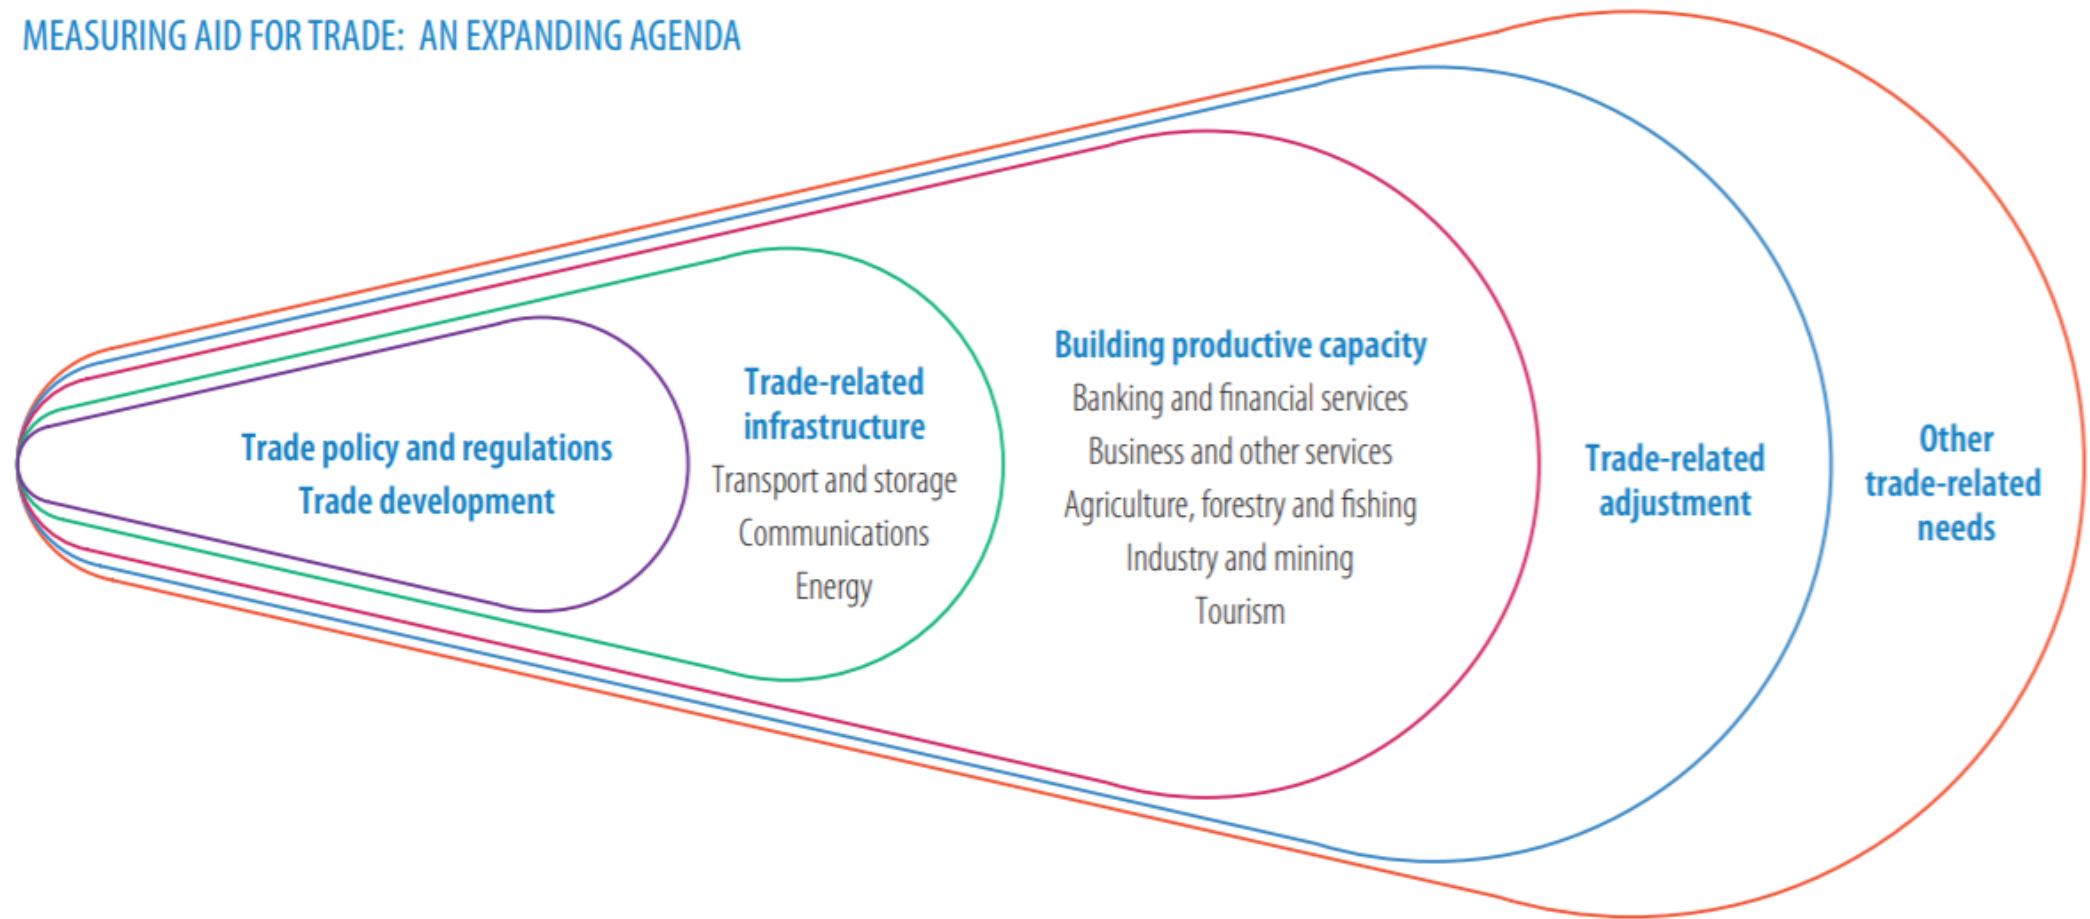 MEASURING AID FOR TRADE: AN EXPANDING AGENDA
Trade policy and regulations
Trade development
Trade-related
infrastructure
Transport and storage
Communications
Energy
Building productive capacity
Banking and financial services
Business and other services
Agriculture, forestry and fishing
Industry and mining
Tourism
Trade-related
adjustment
Other
trade-related
needs